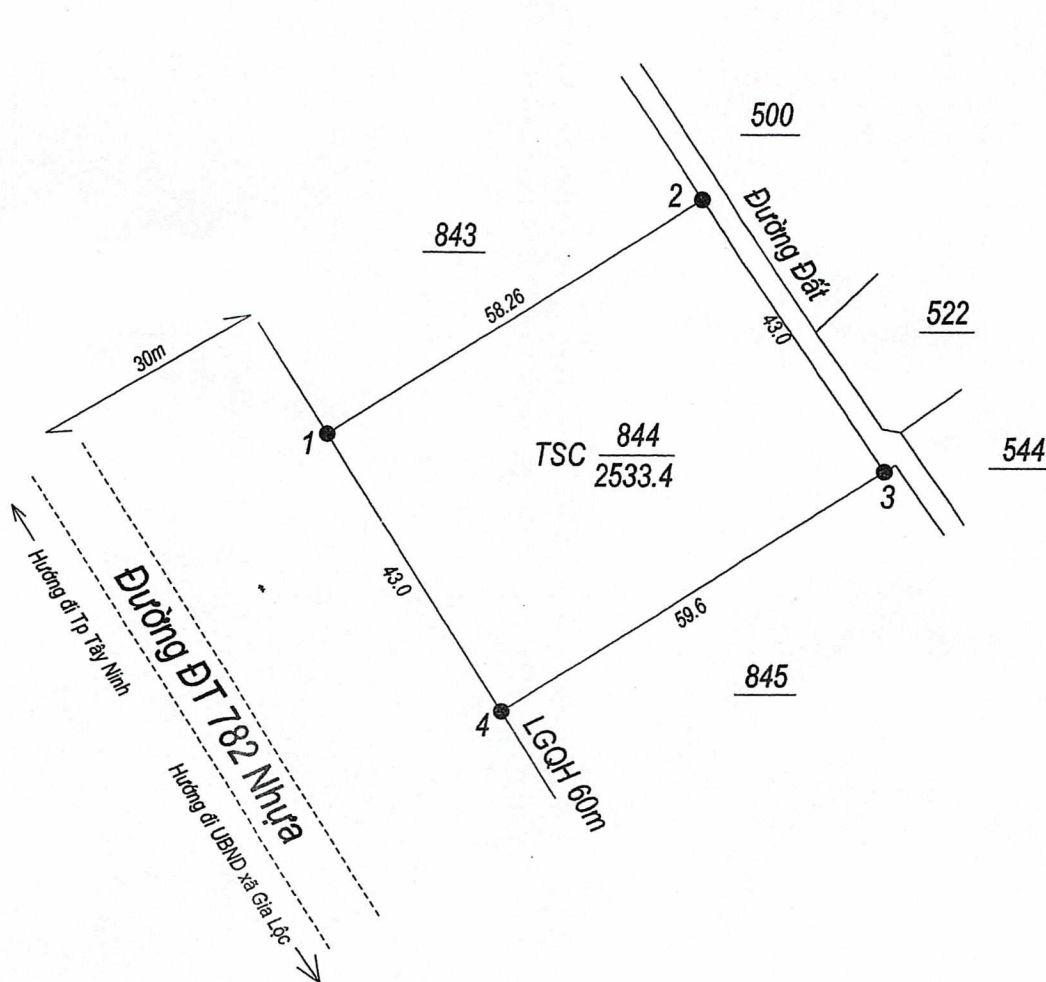 500
2
Đường Đất
843
58.26
43.0
522
30m
1
TSC 844
2533.4
544
3
Hướng đi Tp Tây Ninh
Đường ĐT 782 Nhựa
43.0
59.6
845
4
LGQH 60m
Hướng đi UBND xã Gia Lộc